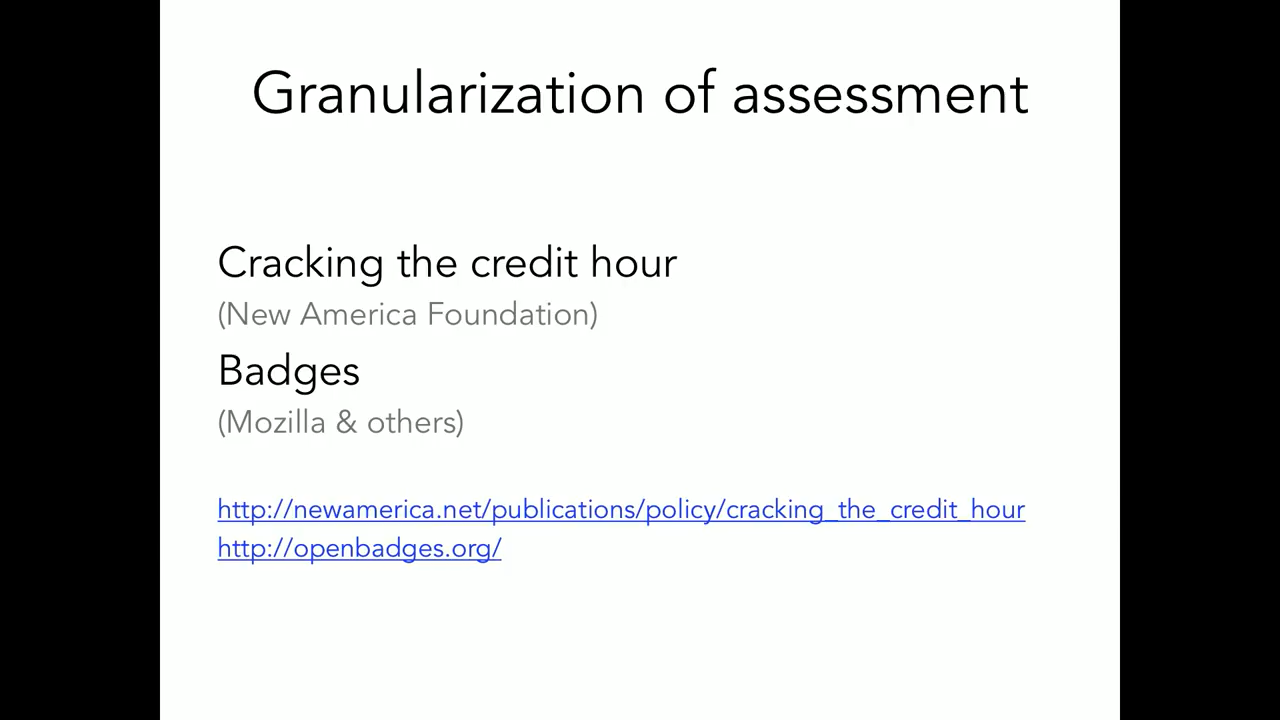 Granularization of assessment
Cracking the credit hour
(New America Foundation)
Badges
(Mozilla & others)
http://newamerica.net/publications/policy/cracking_the_credit_hour
http://openbadges.org/